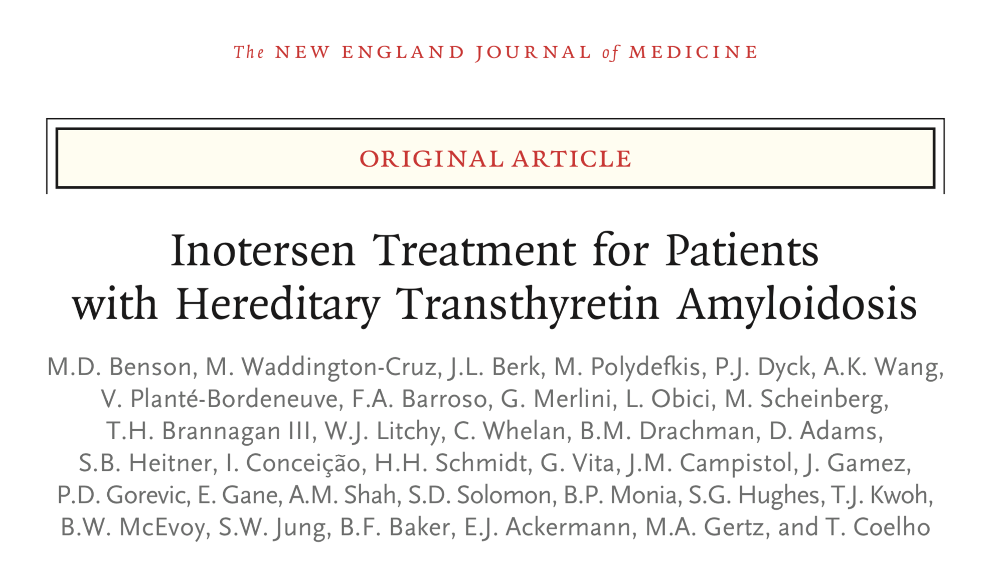 The NEW ENGLAND JOURNAL of MEDICINE
ORIGINAL ARTICLE
Inotersen Treatment for Patients
with Hereditary Transthyretin Amyloidosis
M.D. Benson, M. Waddington-Cruz, J.L. Berk, M. Polydefkis, P.J. Dyck, A.K. Wang,
V. Planté-Bordeneuve, F.A. Barroso, G. Merlini, L. Obici, M. Scheinberg,
T.H. Brannagan III, W.J. Litchy, C. Whelan, B.M. Drachman, D. Adams,
S.B. Heitner, I. Conceição, H.H. Schmidt, G. Vita, J.M. Campistol, J. Gamez,
P.D. Gorevic, E. Gane, A.M. Shah, S.D. Solomon, B.P. Monia, S.G. Hughes, T.J. Kwoh,
B.W. McEvoy, S.W. Jung, B.F. Baker, E.J. Ackermann, M.A. Gertz, and T. Coelho